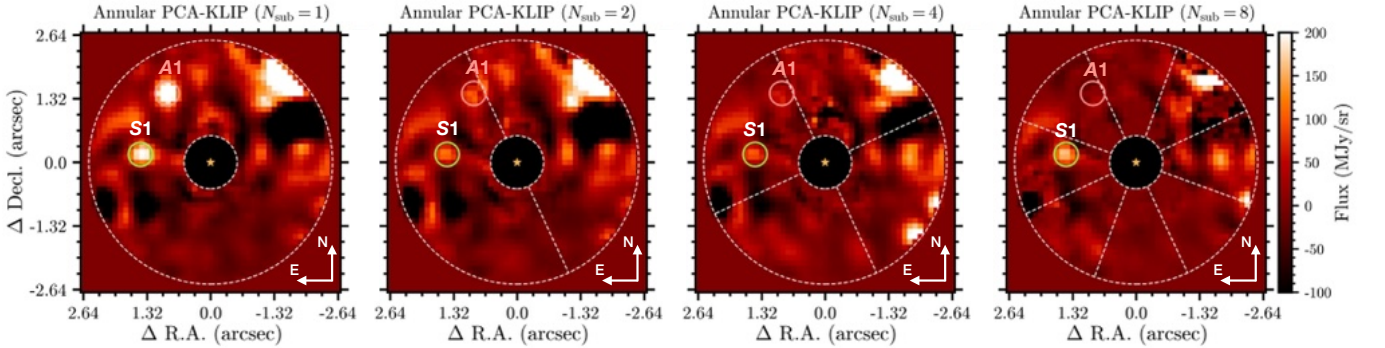 Annular PCA-KLIP (Nsub = 1)
Annular PCA-KLIP (Nsub = 2)
Annular PCA-KLIP (Nsub = 4)
Annular PCA-KLIP (Nsub = 8)
2.64
1.32
0.0
-1.32
-2.64
Δ Decl. (arcsec)
A1
S1
N
E
A1
S1
N
E
A1
S1
N
E
A1
S1
N
E
200
150
100
50
0
-50
-100
Flux (MJy/sr)
2.64 1.32 0.0 -1.32 -2.64
2.64 1.32 0.0 -1.32 -2.64
2.64 1.32 0.0 -1.32 -2.64
2.64 1.32 0.0 -1.32 -2.64
Δ R.A. (arcsec)
Δ R.A. (arcsec)
Δ R.A. (arcsec)
Δ R.A. (arcsec)